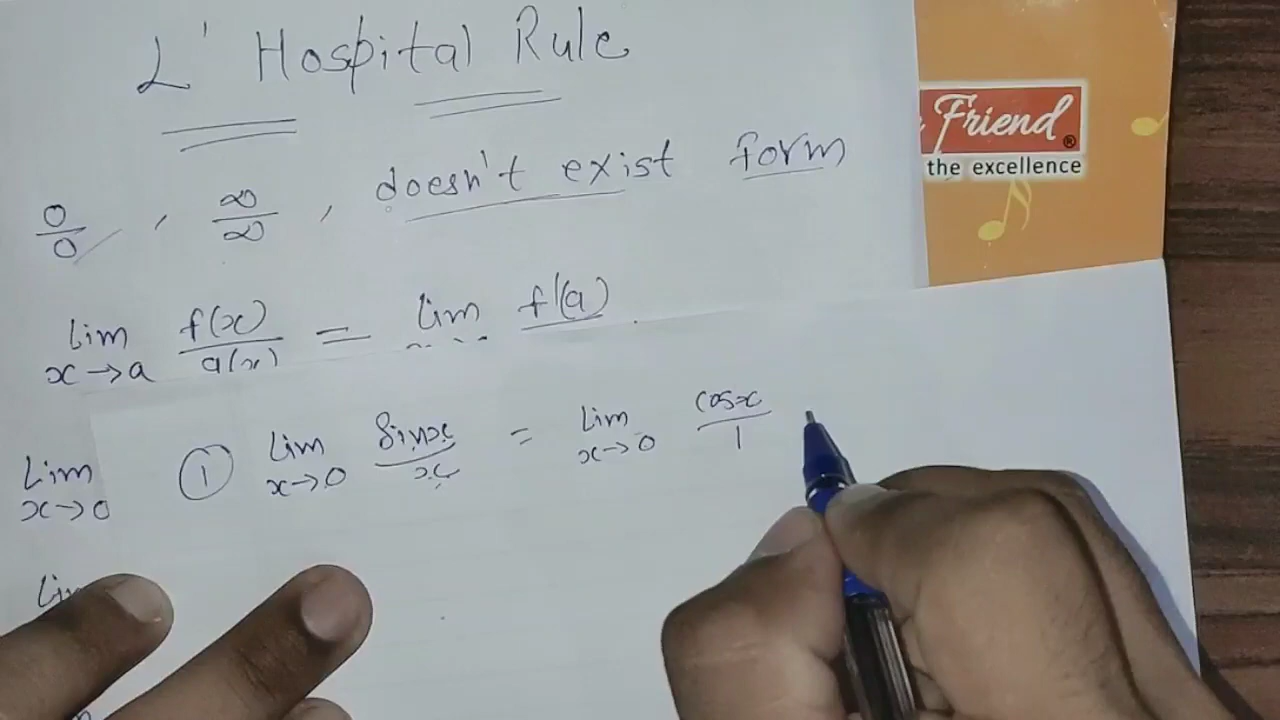 L' Hospital Rule
Friend®
the excellence
0/0 , ∞/∞ , doesn't exist form
lim x→a f(x)/g(x) = lim f'(a)
lim x→0
① lim x→0 Sinx/x = lim x→0 cosx/1